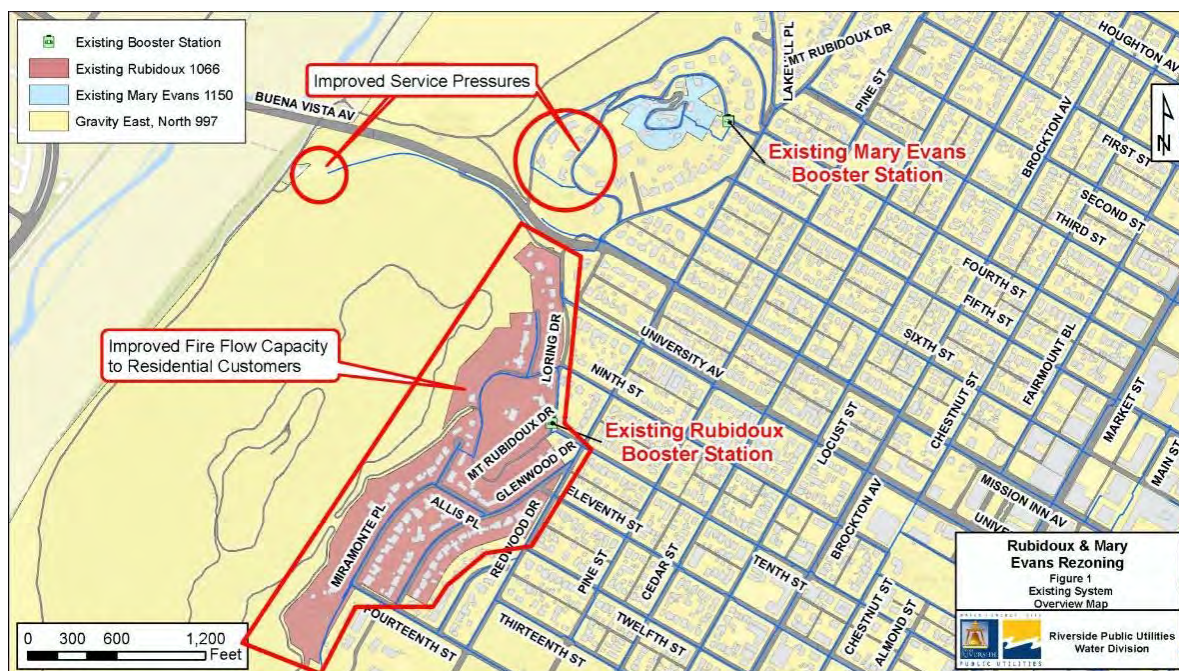 Existing Booster Station
Existing Rubidoux 1066
Existing Mary Evans 1150
Gravity East, North 997
Improved Service Pressures
BUENA VISTA AV
LAKEHILL PL
MT RUBIDOUX DR
PINE ST
HOUGHTON AV
BROCKTON AV
FIRST ST
SECOND ST
THIRD ST
N
Existing Mary Evans
Booster Station
FOURTH ST
FIFTH ST
SIXTH ST
FAIRMOUNT BL
MARKET ST
MAIN ST
CHESTNUT ST
LOCUST ST
UNIVERSITY AV
NINTH ST
LORING DR
Improved Fire Flow Capacity
to Residential Customers
MT RUBIDOUX DR
GLENWOOD DR
Existing Rubidoux
Booster Station
ALLIS PL
MIRAMONTE PL
REDWOOD DR
ELEVENTH ST
PINE ST
CEDAR ST
TENTH ST
BROCKTON AV
MISSION INN AV
CHESTNUT ST
ALMOND ST
FOURTEENTH ST
THIRTEENTH ST
TWELFTH ST
0 300 600 1,200
Feet
Rubidoux & Mary
Evans Rezoning
Figure 1
Existing System
Overview Map
RIVERSIDE
PUBLIC UTILITIES
Riverside Public Utilities
Water Division